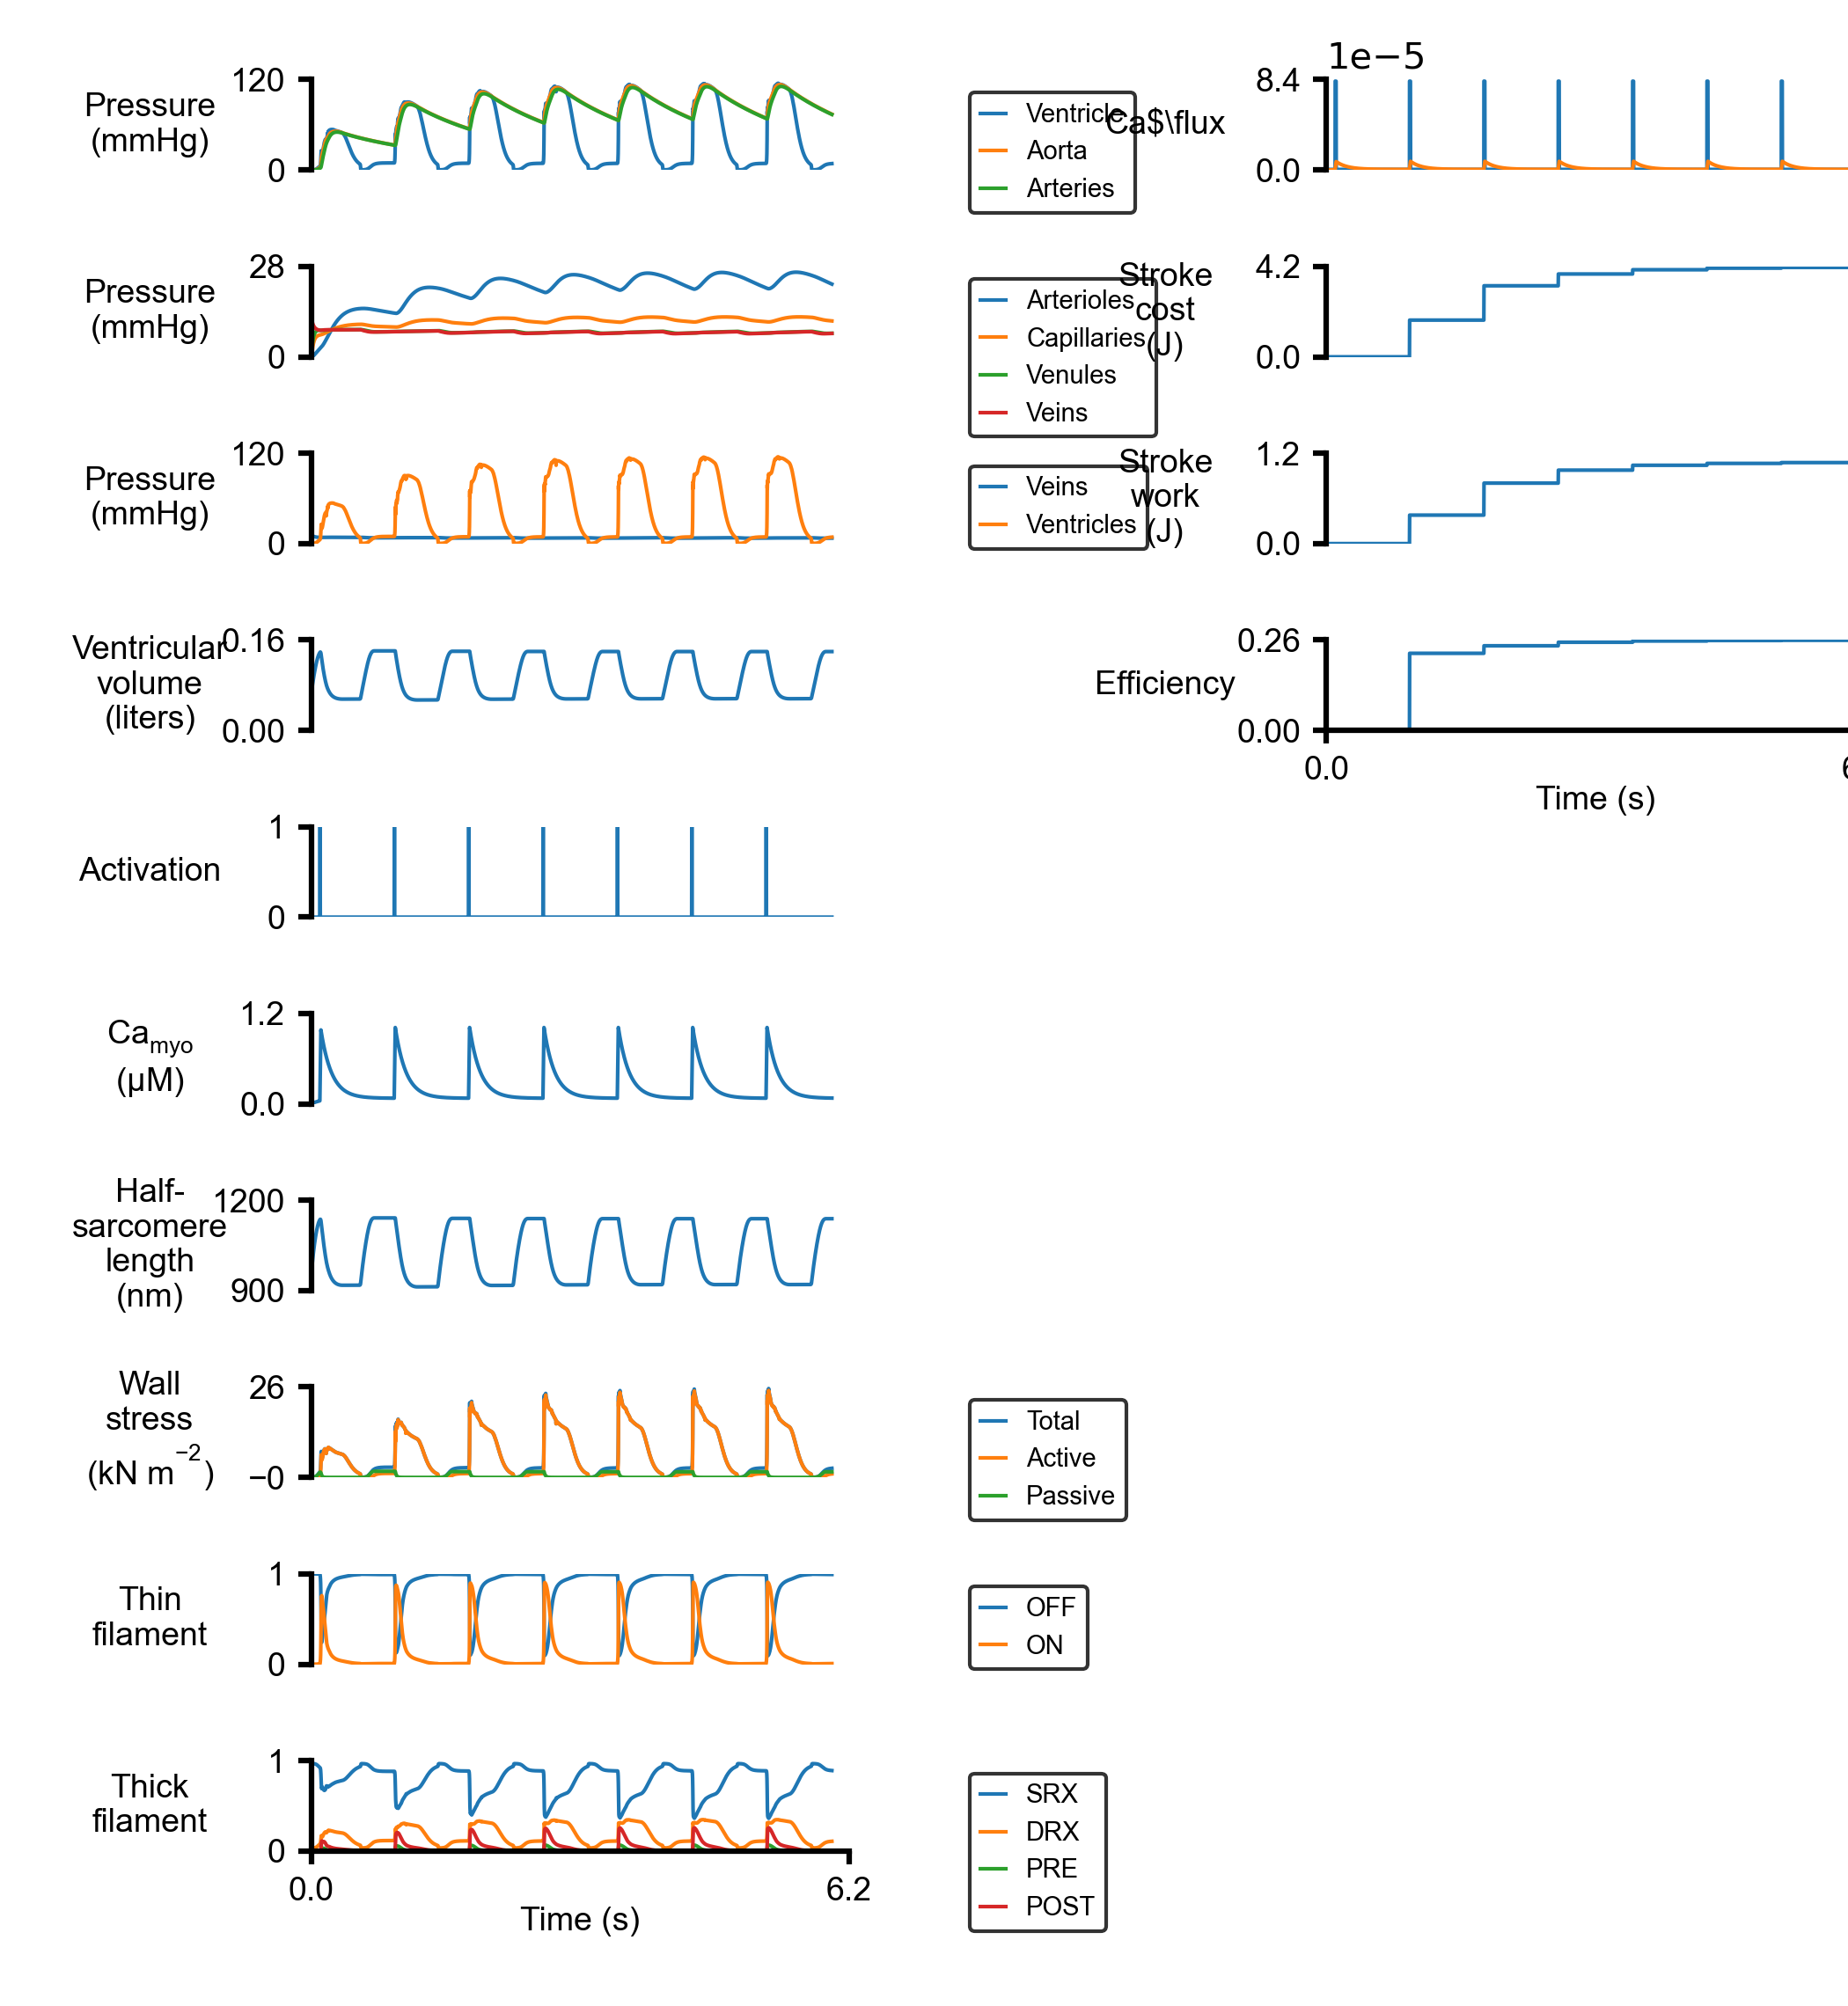 Pressure
(mmHg)
120
0
Ventricle
Aorta
Arteries
Pressure
(mmHg)
28
0
Arterioles
Capillaries
Venules
Veins
Pressure
(mmHg)
120
0
Veins
Ventricles
Ventricular
volume
(liters)
0.16
0.00
Activation
1
0
Ca_myo
(µM)
1.2
0.0
Half-
sarcomere
length
(nm)
1200
900
Wall
stress
(kN m⁻²)
26
−0
Total
Active
Passive
Thin
filament
1
0
OFF
ON
Thick
filament
1
0
SRX
DRX
PRE
POST
0.0
6.2
Time (s)
1e−5
Ca$\flux
8.4
0.0
Stroke
cost
(J)
4.2
0.0
Stroke
work
(J)
1.2
0.0
Efficiency
0.26
0.00
0.0
Time (s)